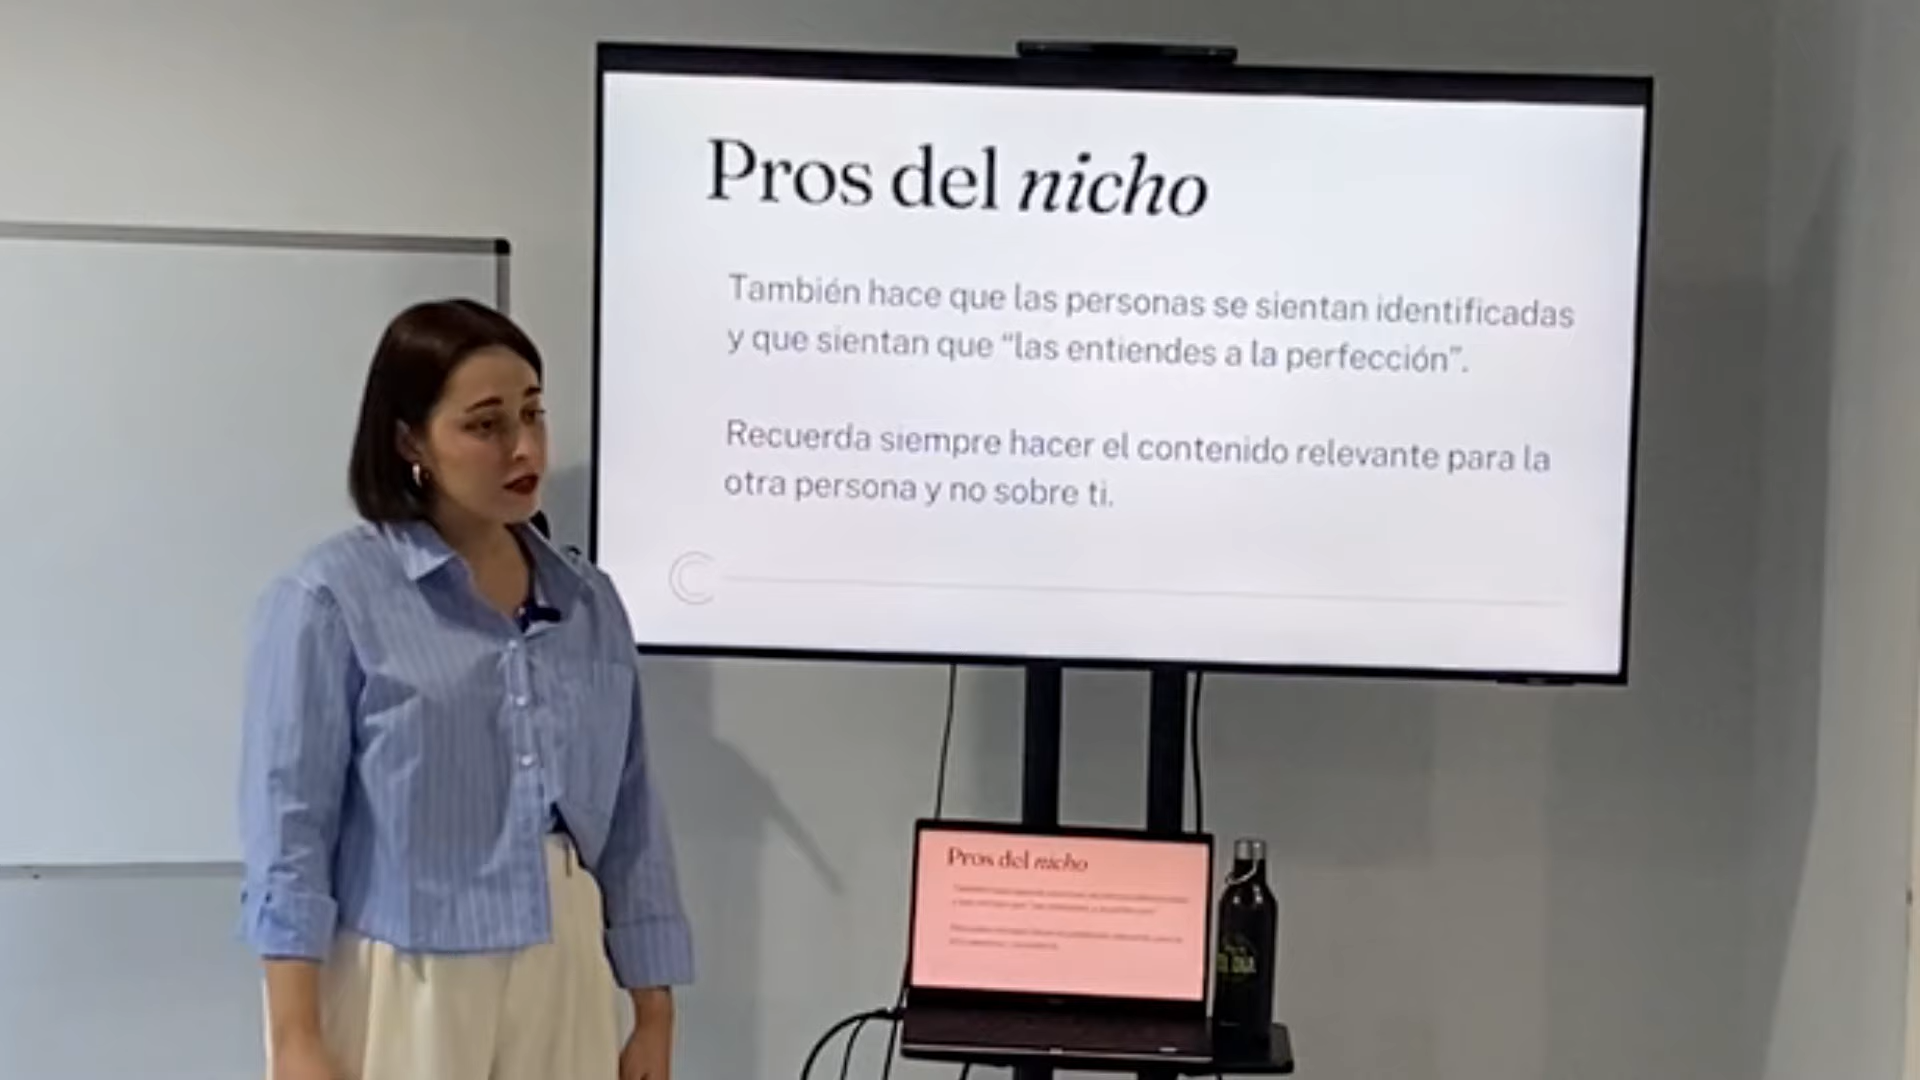 Pros del nicho
También hace que las personas se sientan identificadas
y que sientan que “las entiendes a la perfección”.
Recuerda siempre hacer el contenido relevante para la
otra persona y no sobre ti.
Pros del nicho